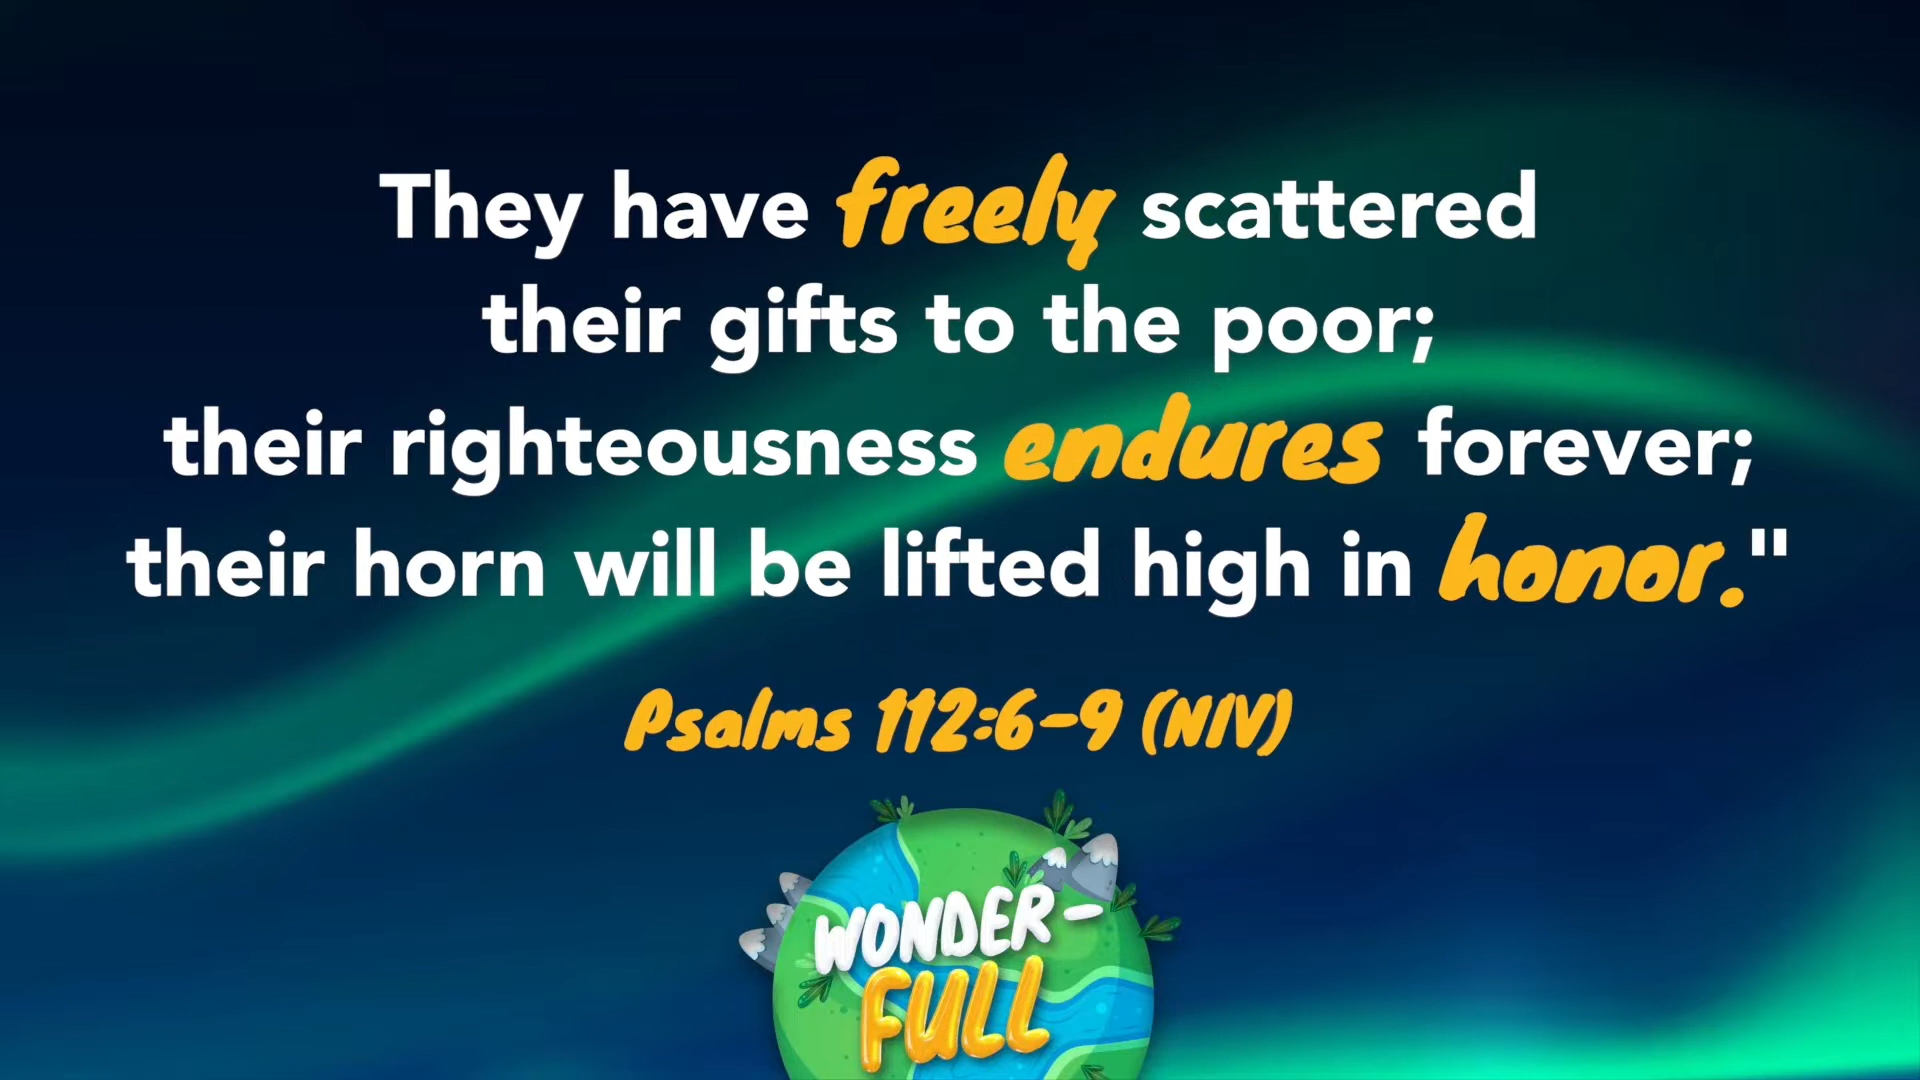 They have freely scattered
their gifts to the poor;
their righteousness endures forever;
their horn will be lifted high in honor."
Psalms 112:6-9 (NIV)
WONDER-
FULL